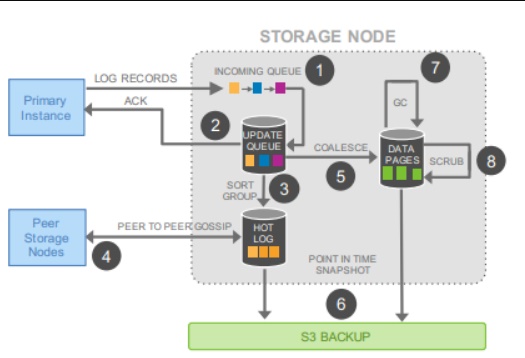 STORAGE NODE
LOG RECORDS
INCOMING QUEUE
1
7
Primary
Instance
ACK
2
GC
UPDATE
QUEUE
COALESCE
5
DATA
PAGES
SCRUB
8
SORT
GROUP
3
Peer
Storage
Nodes
PEER TO PEER GOSSIP
4
HOT
LOG
POINT IN TIME
SNAPSHOT
6
S3 BACKUP